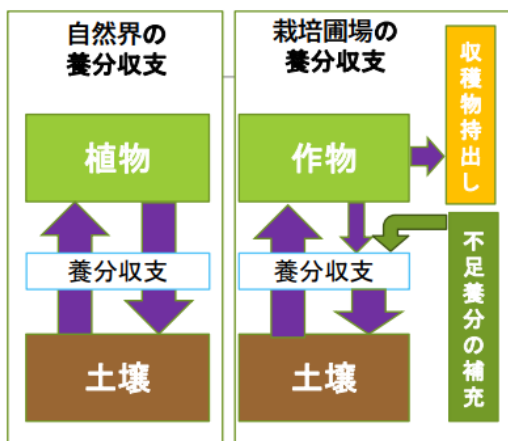 自然界の
養分収支
植物
養分収支
土壌
栽培圃場の
養分収支
作物
養分収支
土壌
収穫物持出し
不足養分の補充